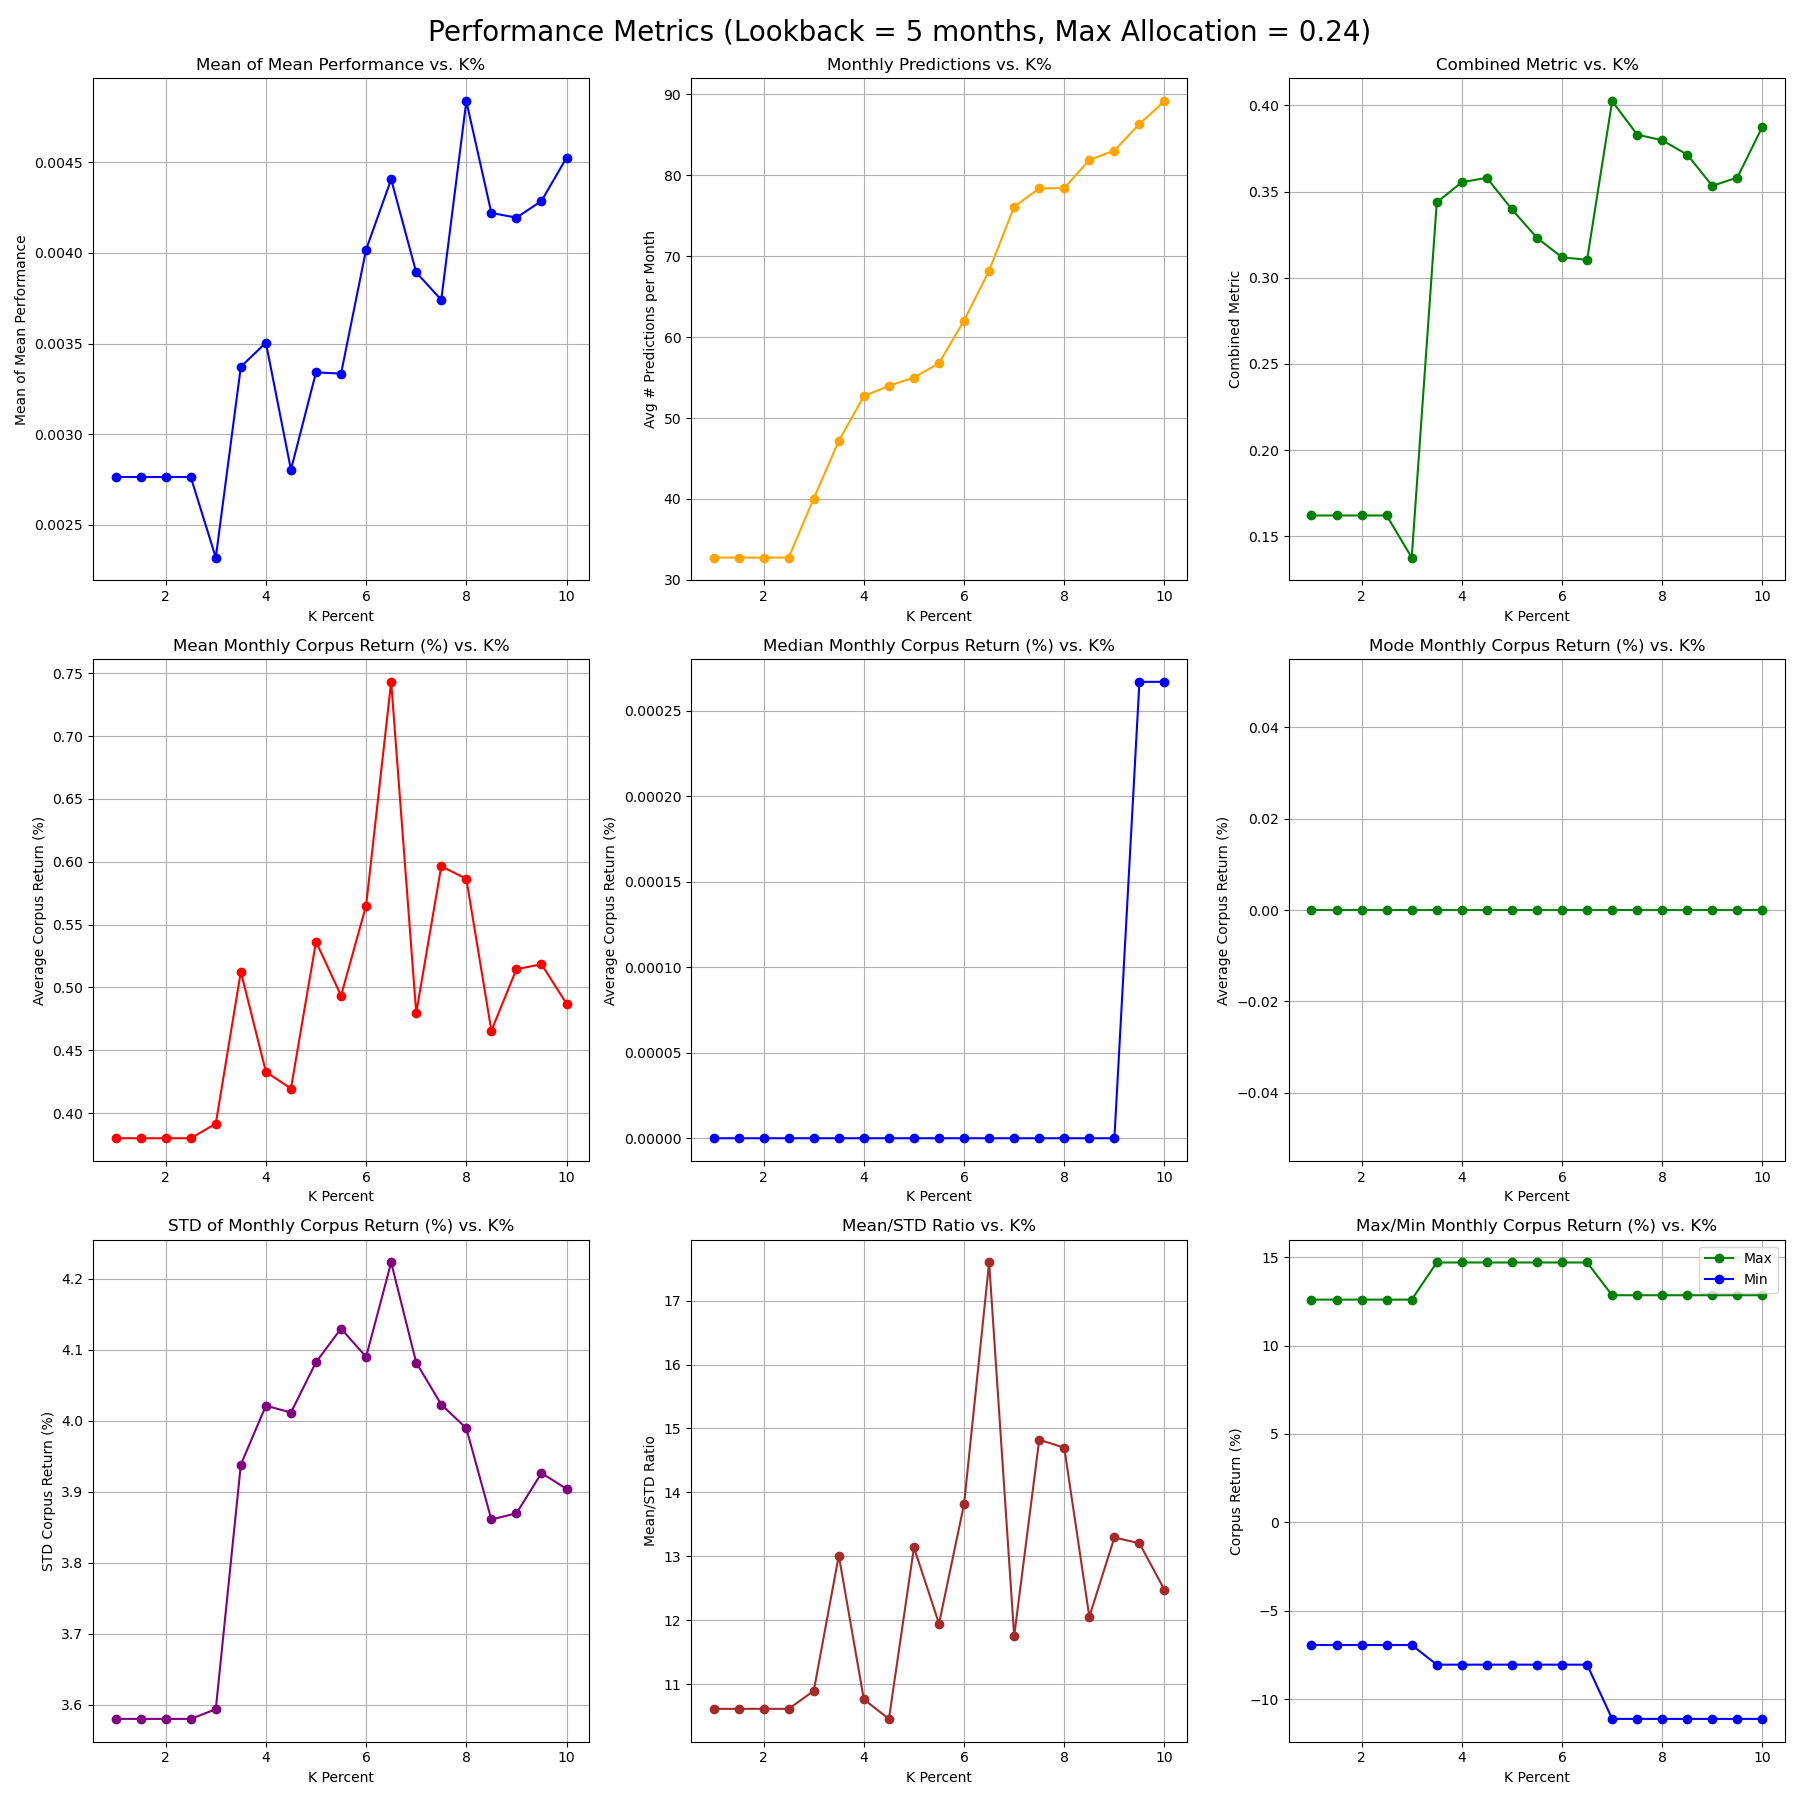 Performance Metrics (Lookback = 5 months, Max Allocation = 0.24)
Mean of Mean Performance vs. K%
Mean of Mean Performance
0.0045
0.0040
0.0035
0.0030
0.0025
2 4 6 8 10
K Percent
Monthly Predictions vs. K%
Avg # Predictions per Month
90
80
70
60
50
40
30
2 4 6 8 10
K Percent
Combined Metric vs. K%
Combined Metric
0.40
0.35
0.30
0.25
0.20
0.15
2 4 6 8 10
K Percent
Mean Monthly Corpus Return (%) vs. K%
Average Corpus Return (%)
0.75
0.70
0.65
0.60
0.55
0.50
0.45
0.40
2 4 6 8 10
K Percent
Median Monthly Corpus Return (%) vs. K%
Average Corpus Return (%)
0.00025
0.00020
0.00015
0.00010
0.00005
0.00000
2 4 6 8 10
K Percent
Mode Monthly Corpus Return (%) vs. K%
Average Corpus Return (%)
0.04
0.02
0.00
−0.02
−0.04
2 4 6 8 10
K Percent
STD of Monthly Corpus Return (%) vs. K%
STD Corpus Return (%)
4.2
4.1
4.0
3.9
3.8
3.7
3.6
2 4 6 8 10
K Percent
Mean/STD Ratio vs. K%
Mean/STD Ratio
17
16
15
14
13
12
11
2 4 6 8 10
K Percent
Max/Min Monthly Corpus Return (%) vs. K%
Corpus Return (%)
Max
Min
15
10
5
0
−5
−10
2 4 6 8 10
K Percent